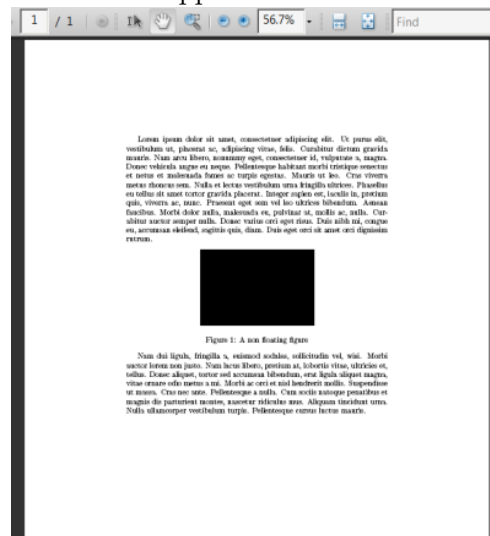 1 / 1 56.7% Find
Lorem ipsum dolor sit amet, consectetuer adipiscing elit. Ut purus elit,
vestibulum ut, placerat ac, adipiscing vitae, felis. Curabitur dictum gravida
mauris. Nam arcu libero, nonummy eget, consectetuer id, vulputate a, magna.
Donec vehicula augue eu neque. Pellentesque habitant morbi tristique senectus
et netus et malesuada fames ac turpis egestas. Mauris ut leo. Cras viverra
metus rhoncus sem. Nulla et lectus vestibulum urna fringilla ultrices. Phasellus
eu tellus sit amet tortor gravida placerat. Integer sapien est, iaculis in, pretium
quis, viverra ac, nunc. Praesent eget sem vel leo ultrices bibendum. Aenean
faucibus. Morbi dolor nulla, malesuada eu, pulvinar at, mollis ac, nulla. Cur-
abitur auctor semper nulla. Donec varius orci eget risus. Duis nibh mi, congue
eu, accumsan eleifend, sagittis quis, diam. Duis eget orci sit amet orci dignissim
rutrum.
Figure 1: A non floating figure
Nam dui ligula, fringilla a, euismod sodales, sollicitudin vel, wisi. Morbi
auctor lorem non justo. Nam lacus libero, pretium at, lobortis vitae, ultricies et,
tellus. Donec aliquet, tortor sed accumsan bibendum, erat ligula aliquet magna,
vitae ornare odio metus a mi. Morbi ac orci et nisl hendrerit mollis. Suspendisse
ut massa. Cras nec ante. Pellentesque a nulla. Cum sociis natoque penatibus et
magnis dis parturient montes, nascetur ridiculus mus. Aliquam tincidunt urna.
Nulla ullamcorper vestibulum turpis. Pellentesque cursus luctus mauris.